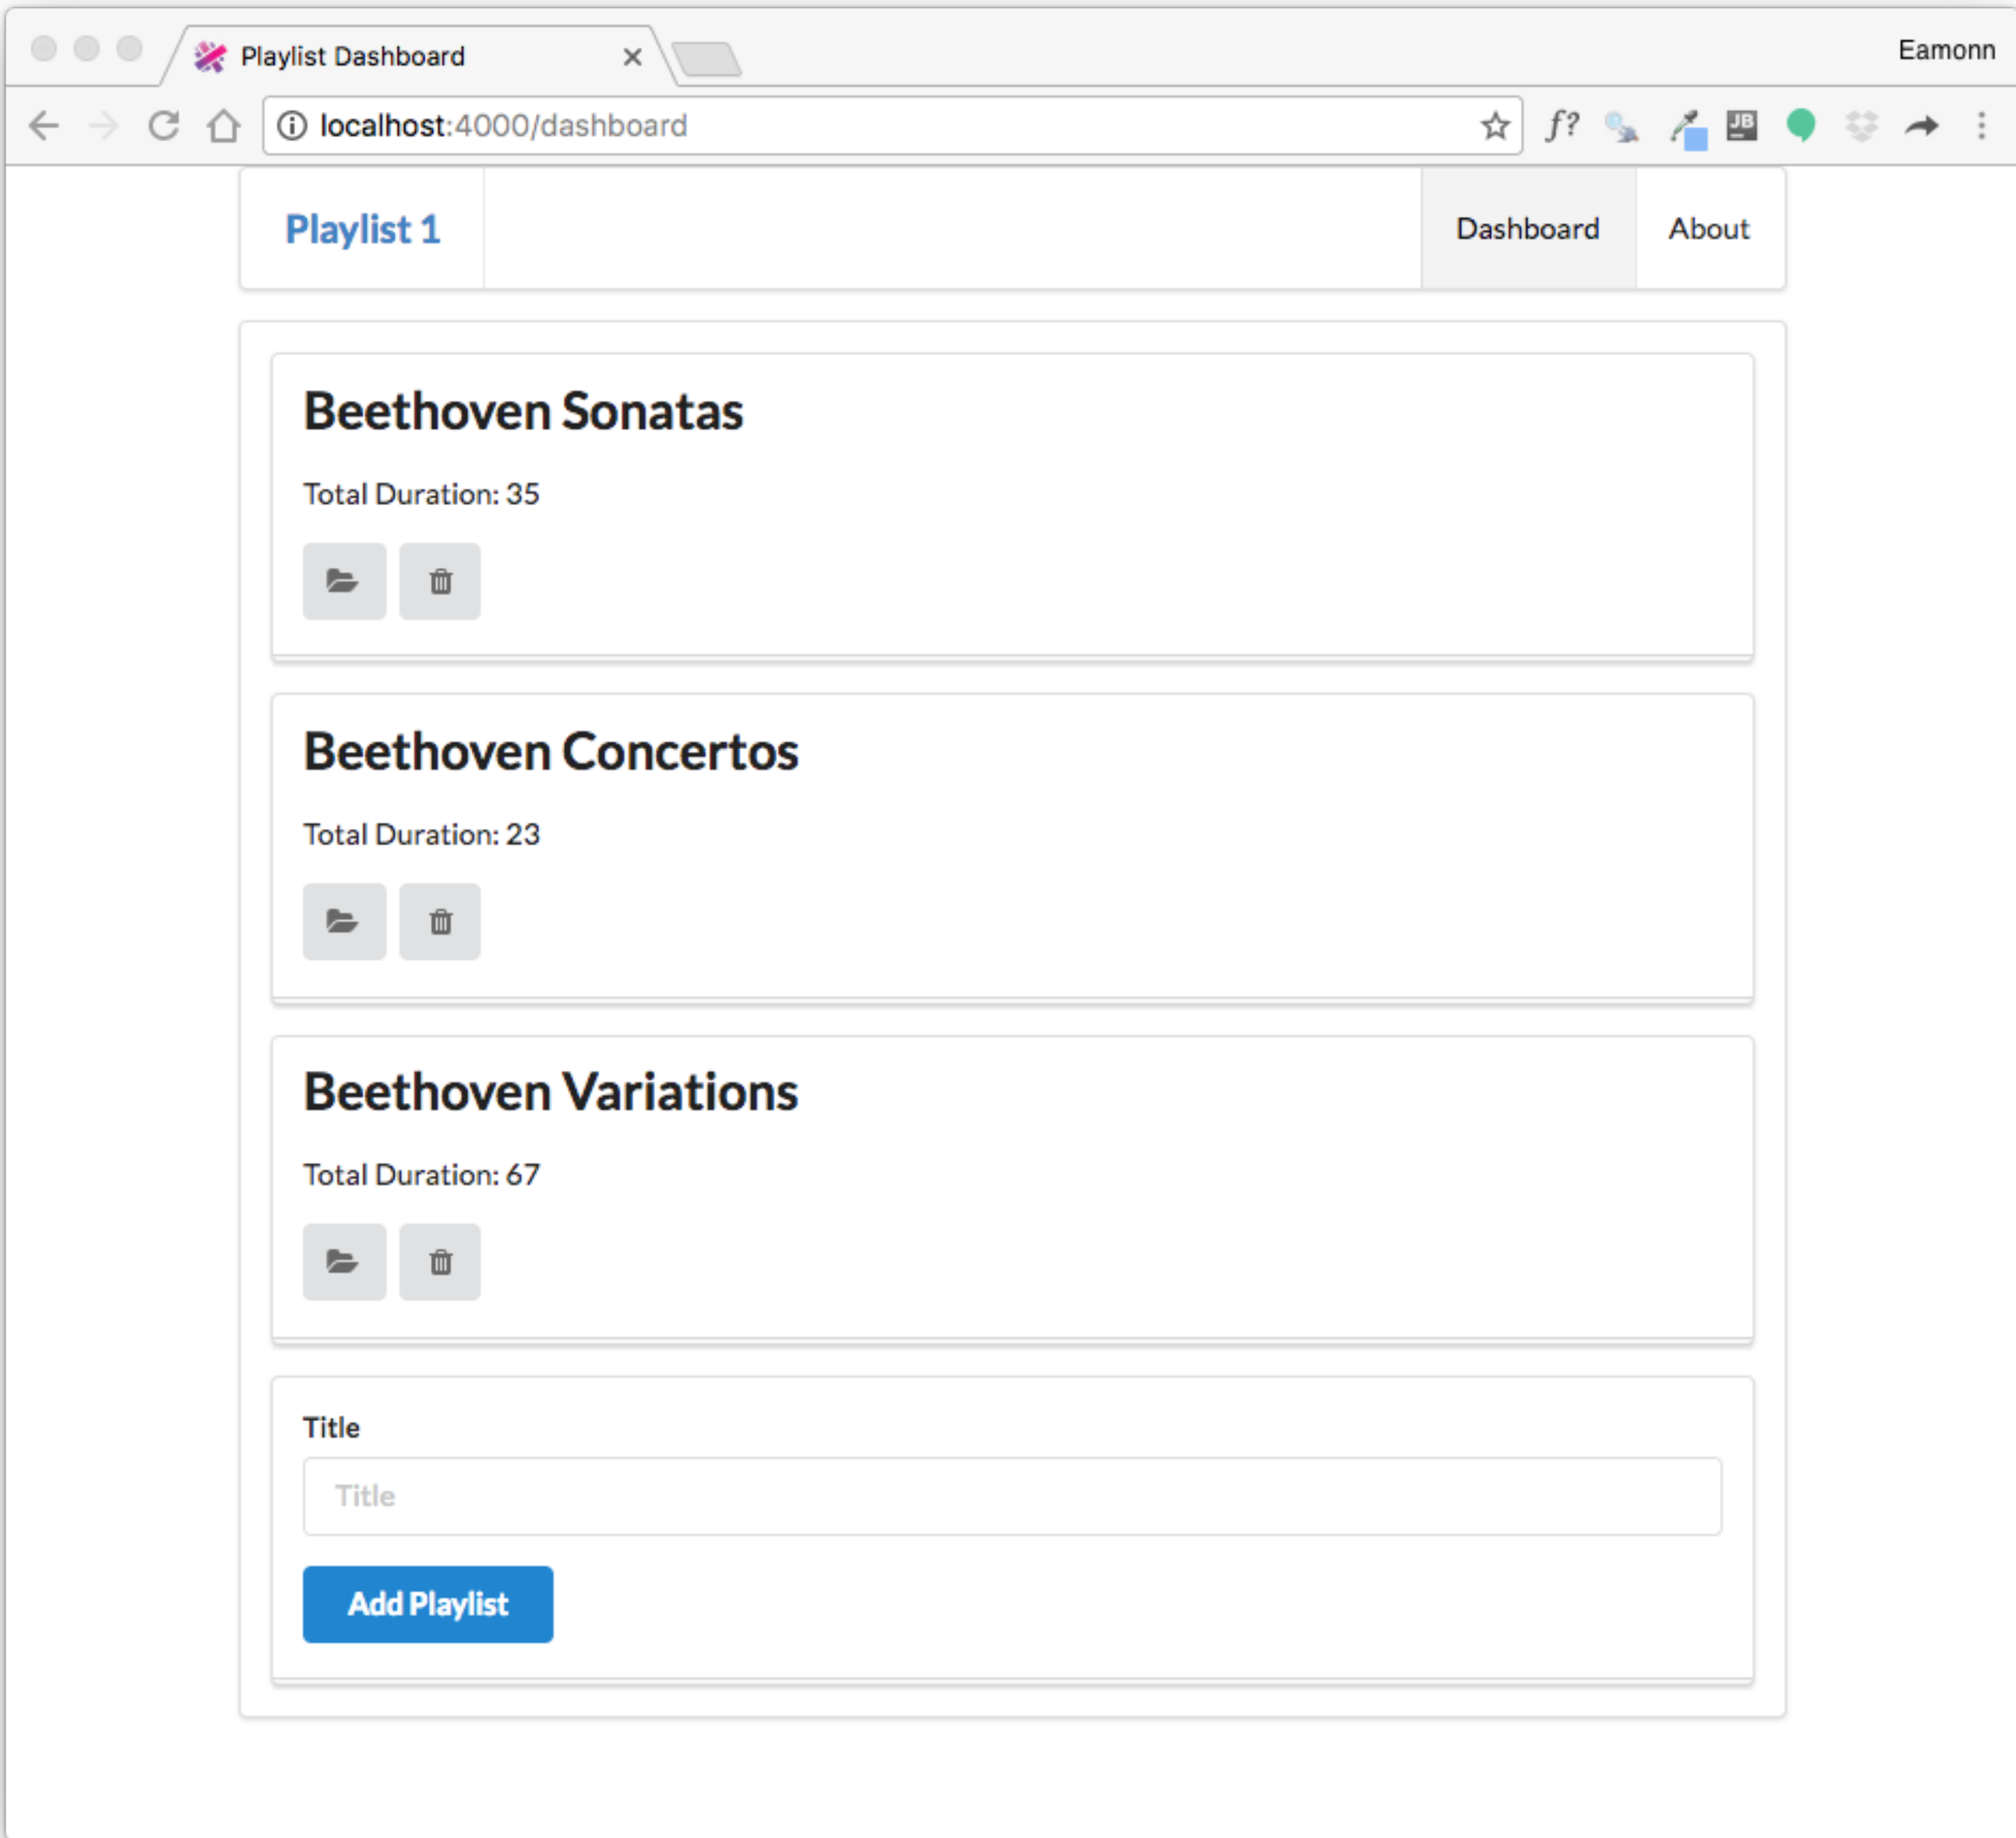 Playlist Dashboard
Eamonn
localhost:4000/dashboard
f?
JB
Playlist 1
Dashboard
About
Beethoven Sonatas
Total Duration: 35
Beethoven Concertos
Total Duration: 23
Beethoven Variations
Total Duration: 67
Title
Title
Add Playlist